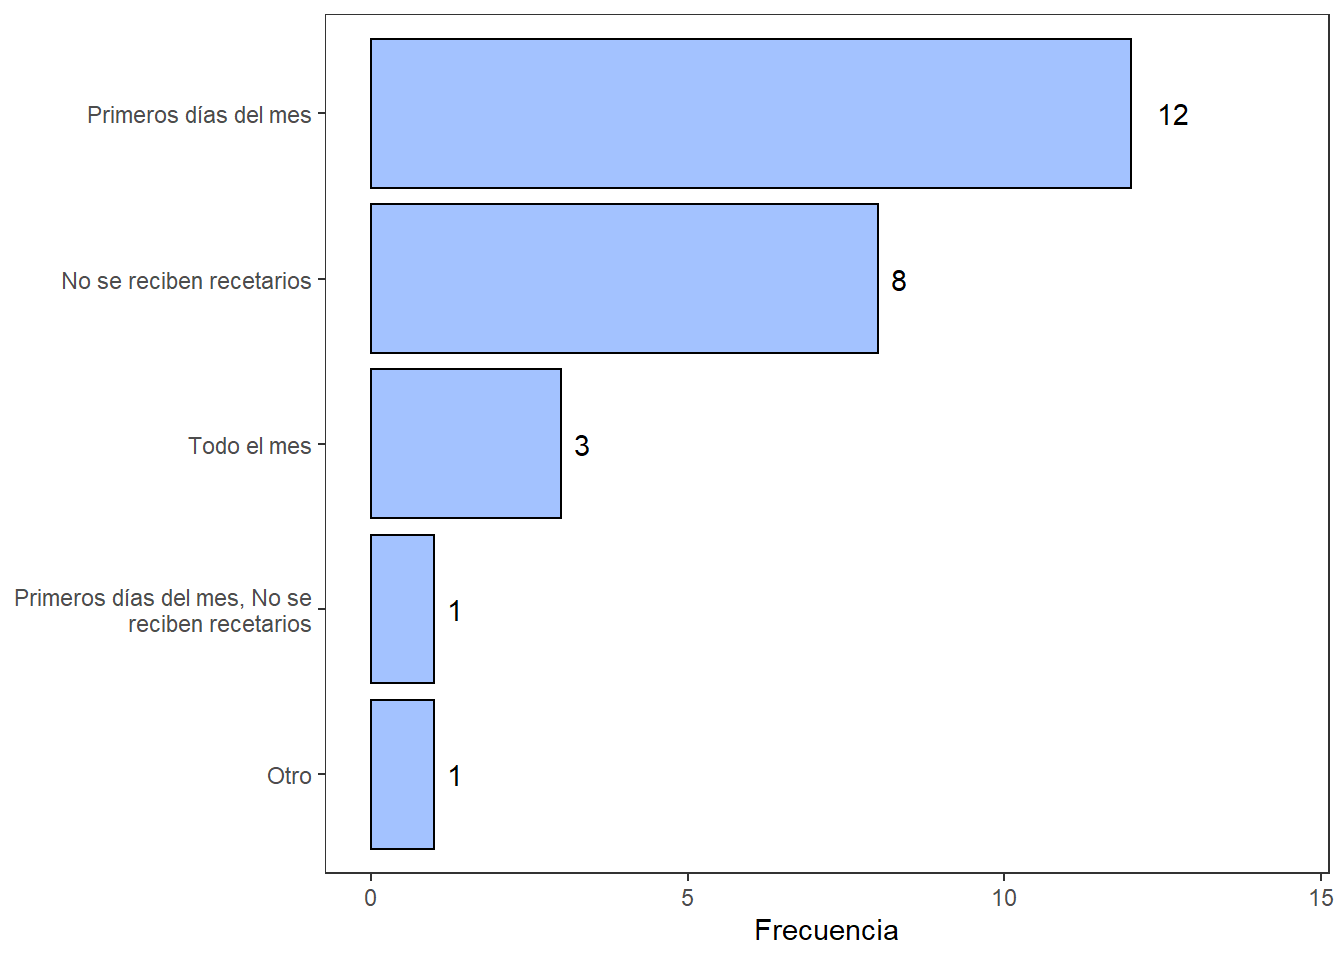 Primeros días del mes
12
No se reciben recetarios
8
Todo el mes
3
Primeros días del mes, No se
reciben recetarios
1
Otro
1
0
5
10
15
Frecuencia